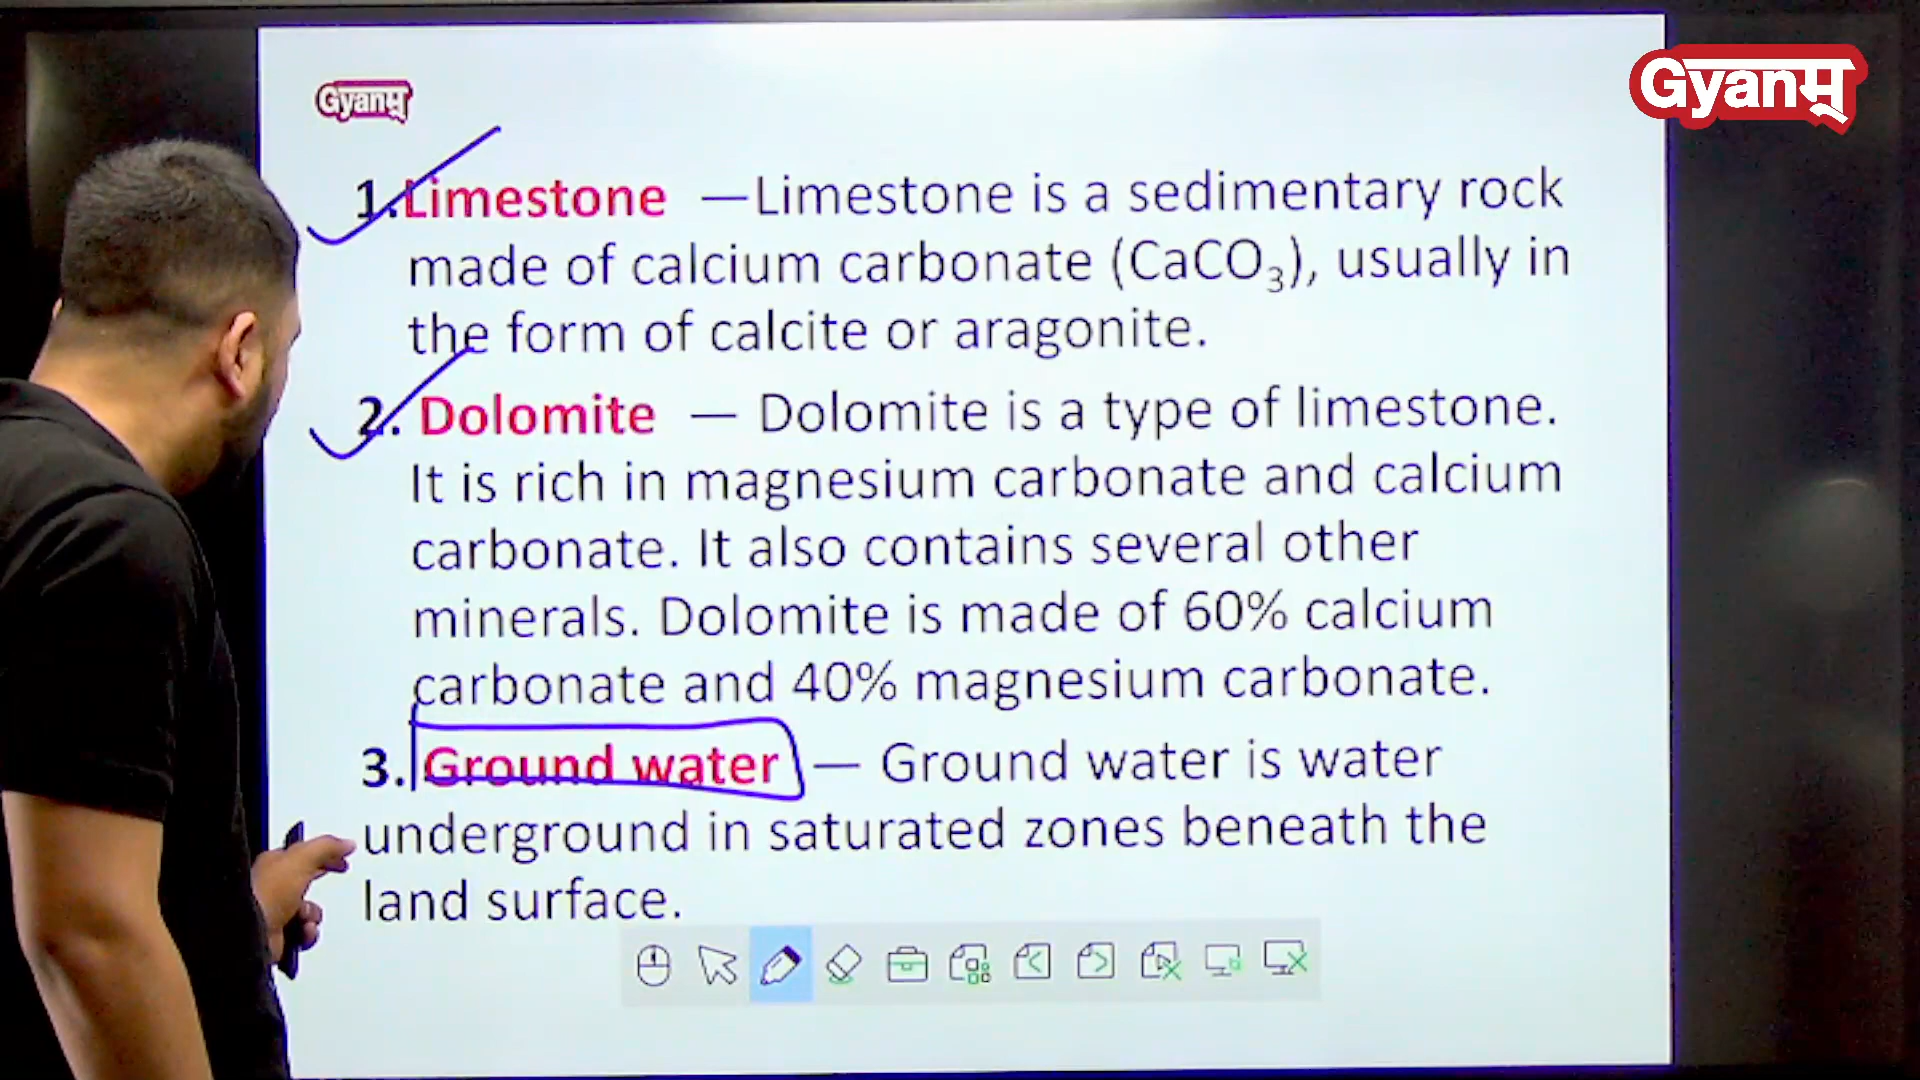 Gyanम्
Gyanम्
1. Limestone — Limestone is a sedimentary rock
made of calcium carbonate (CaCO₃), usually in
the form of calcite or aragonite.
2. Dolomite — Dolomite is a type of limestone.
It is rich in magnesium carbonate and calcium
carbonate. It also contains several other
minerals. Dolomite is made of 60% calcium
carbonate and 40% magnesium carbonate.
3. Ground water — Ground water is water
underground in saturated zones beneath the
land surface.